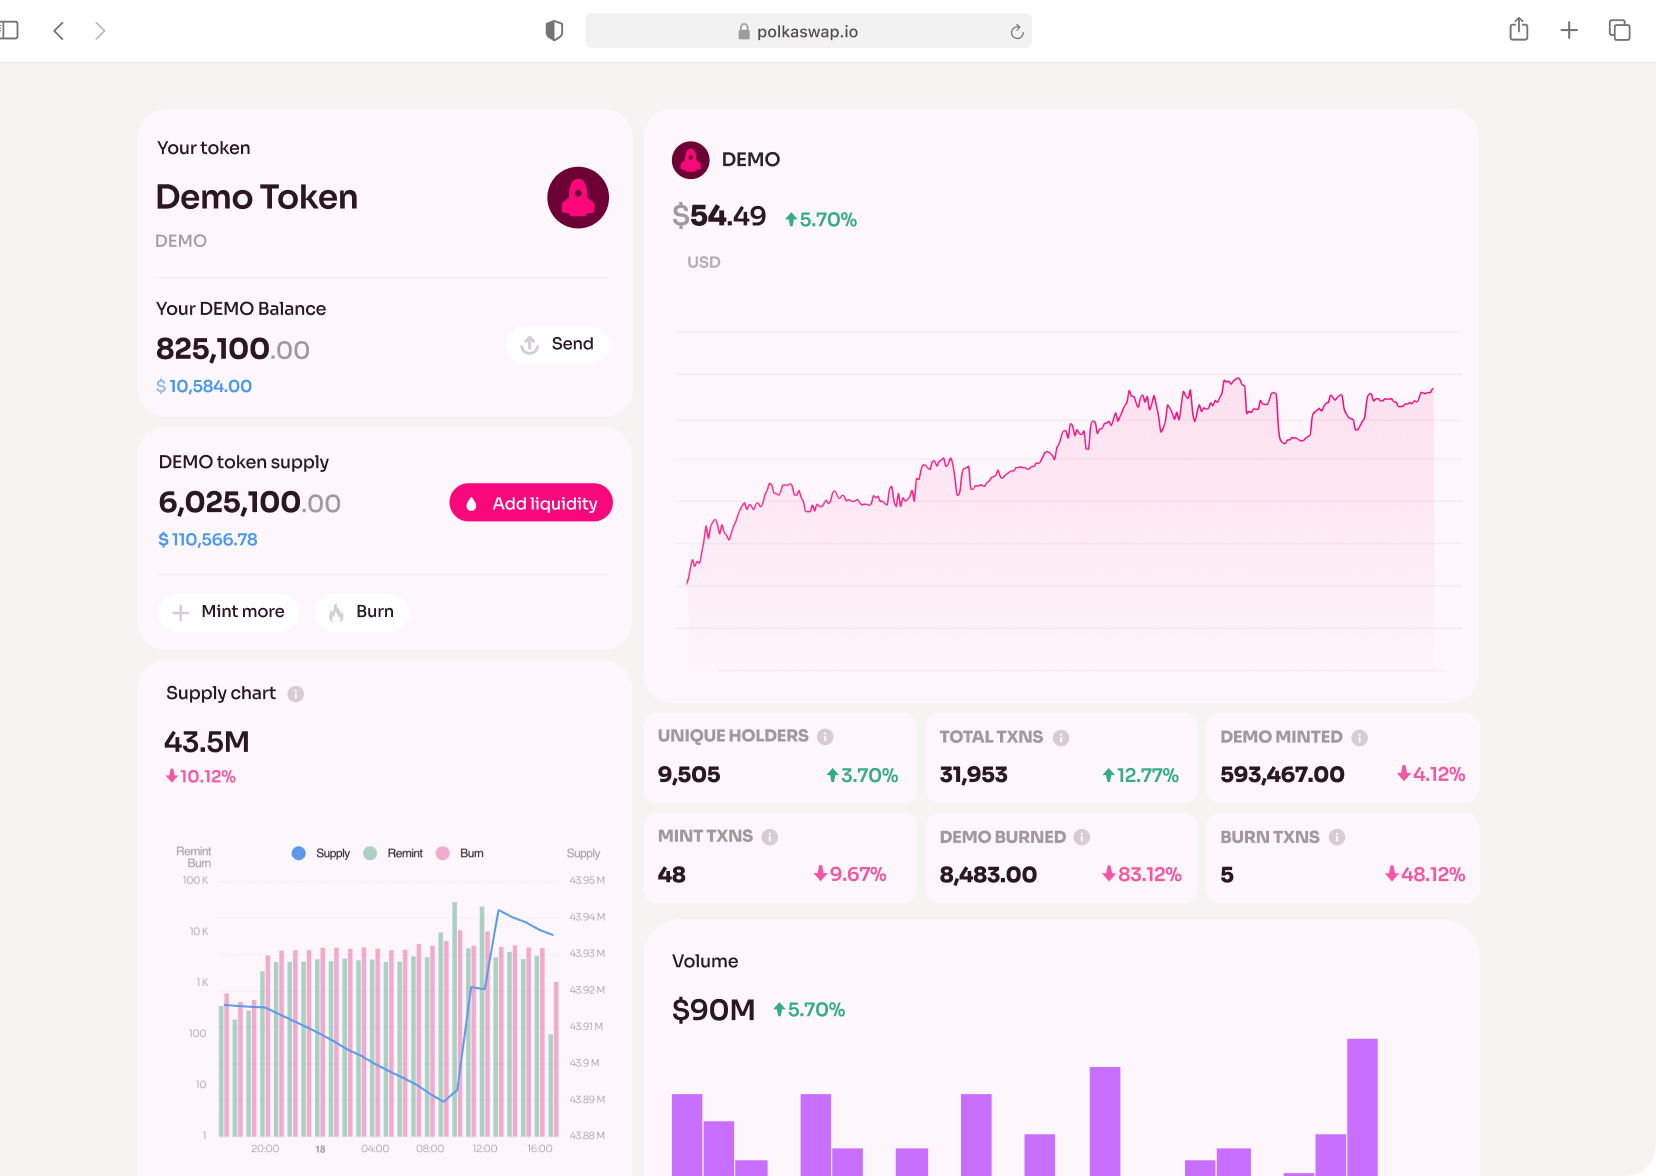 polkaswap.io
Your token
Demo Token
DEMO
Your DEMO Balance
825,100.00
Send
$ 10,584.00
DEMO token supply
6,025,100.00
Add liquidity
$ 110,566.78
Mint more
Burn
Supply chart
43.5M
10.12%
Remint
Burn
Supply
Remint
Burn
Supply
100 K
10 K
1 K
100
10
1
43.95 M
43.94 M
43.93 M
43.92 M
43.91 M
43.9 M
43.89 M
43.88 M
20:00
18
04:00
08:00
12:00
16:00
DEMO
$54.49
5.70%
USD
UNIQUE HOLDERS
9,505
3.70%
TOTAL TXNS
31,953
12.77%
DEMO MINTED
593,467.00
4.12%
MINT TXNS
48
9.67%
DEMO BURNED
8,483.00
83.12%
BURN TXNS
5
48.12%
Volume
$90M
5.70%